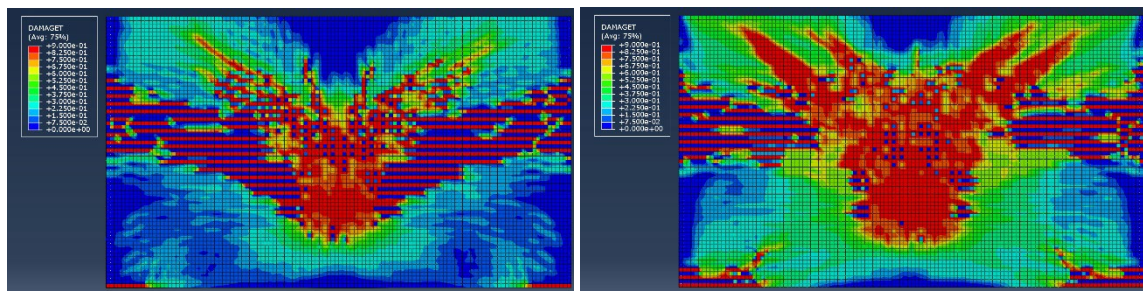 DAMAGET
(Avg: 75%)
+9.000e-01
+8.250e-01
+7.500e-01
+6.750e-01
+6.000e-01
+5.250e-01
+4.500e-01
+3.750e-01
+3.000e-01
+2.250e-01
+1.500e-01
+7.500e-02
+0.000e+00
DAMAGET
(Avg: 75%)
+9.000e-01
+8.250e-01
+7.500e-01
+6.750e-01
+6.000e-01
+5.250e-01
+4.500e-01
+3.750e-01
+3.000e-01
+2.250e-01
+1.500e-01
+7.500e-02
+0.000e+00